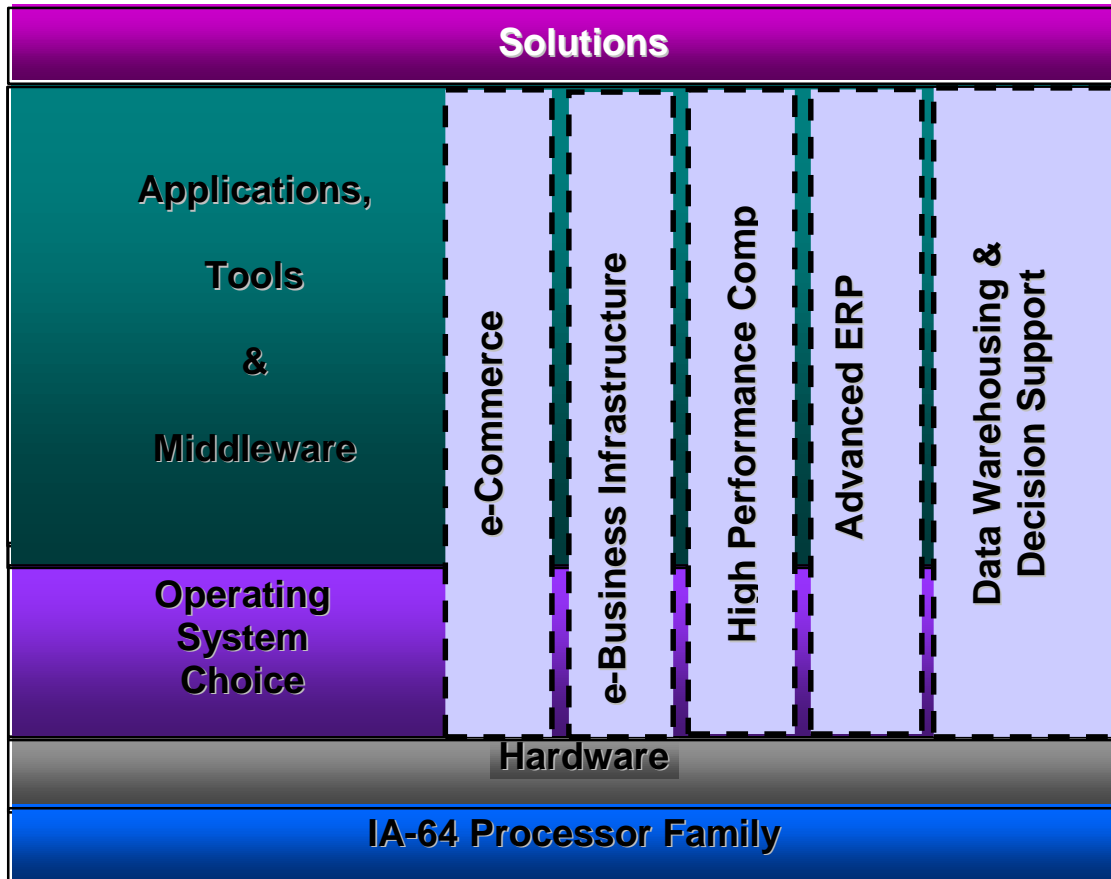 Solutions
Applications,
Tools
&
Middleware
e-Commerce
e-Business Infrastructure
High Performance Comp
Advanced ERP
Data Warehousing &
Decision Support
Operating
System
Choice
Hardware
IA-64 Processor Family